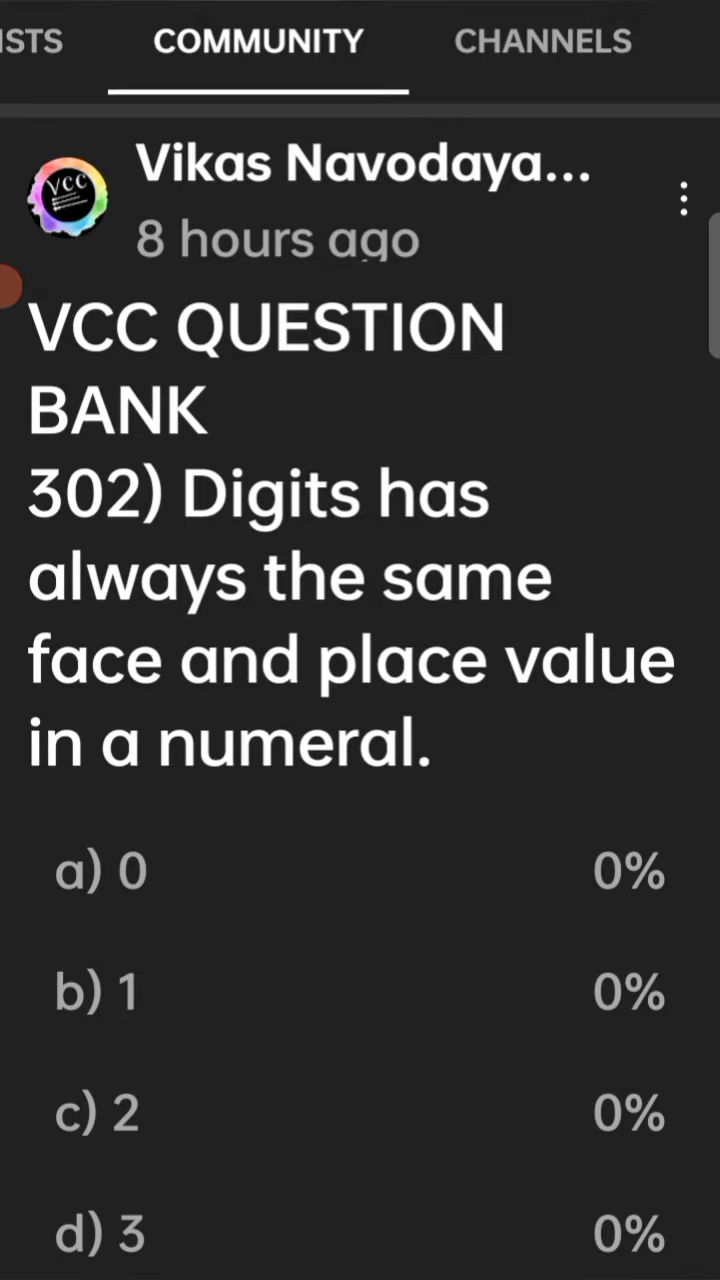 ISTS COMMUNITY CHANNELS
VCC
Vikas Navodaya...
8 hours ago
VCC QUESTION
BANK
302) Digits has
always the same
face and place value
in a numeral.
a) 0 0%
b) 1 0%
c) 2 0%
d) 3 0%